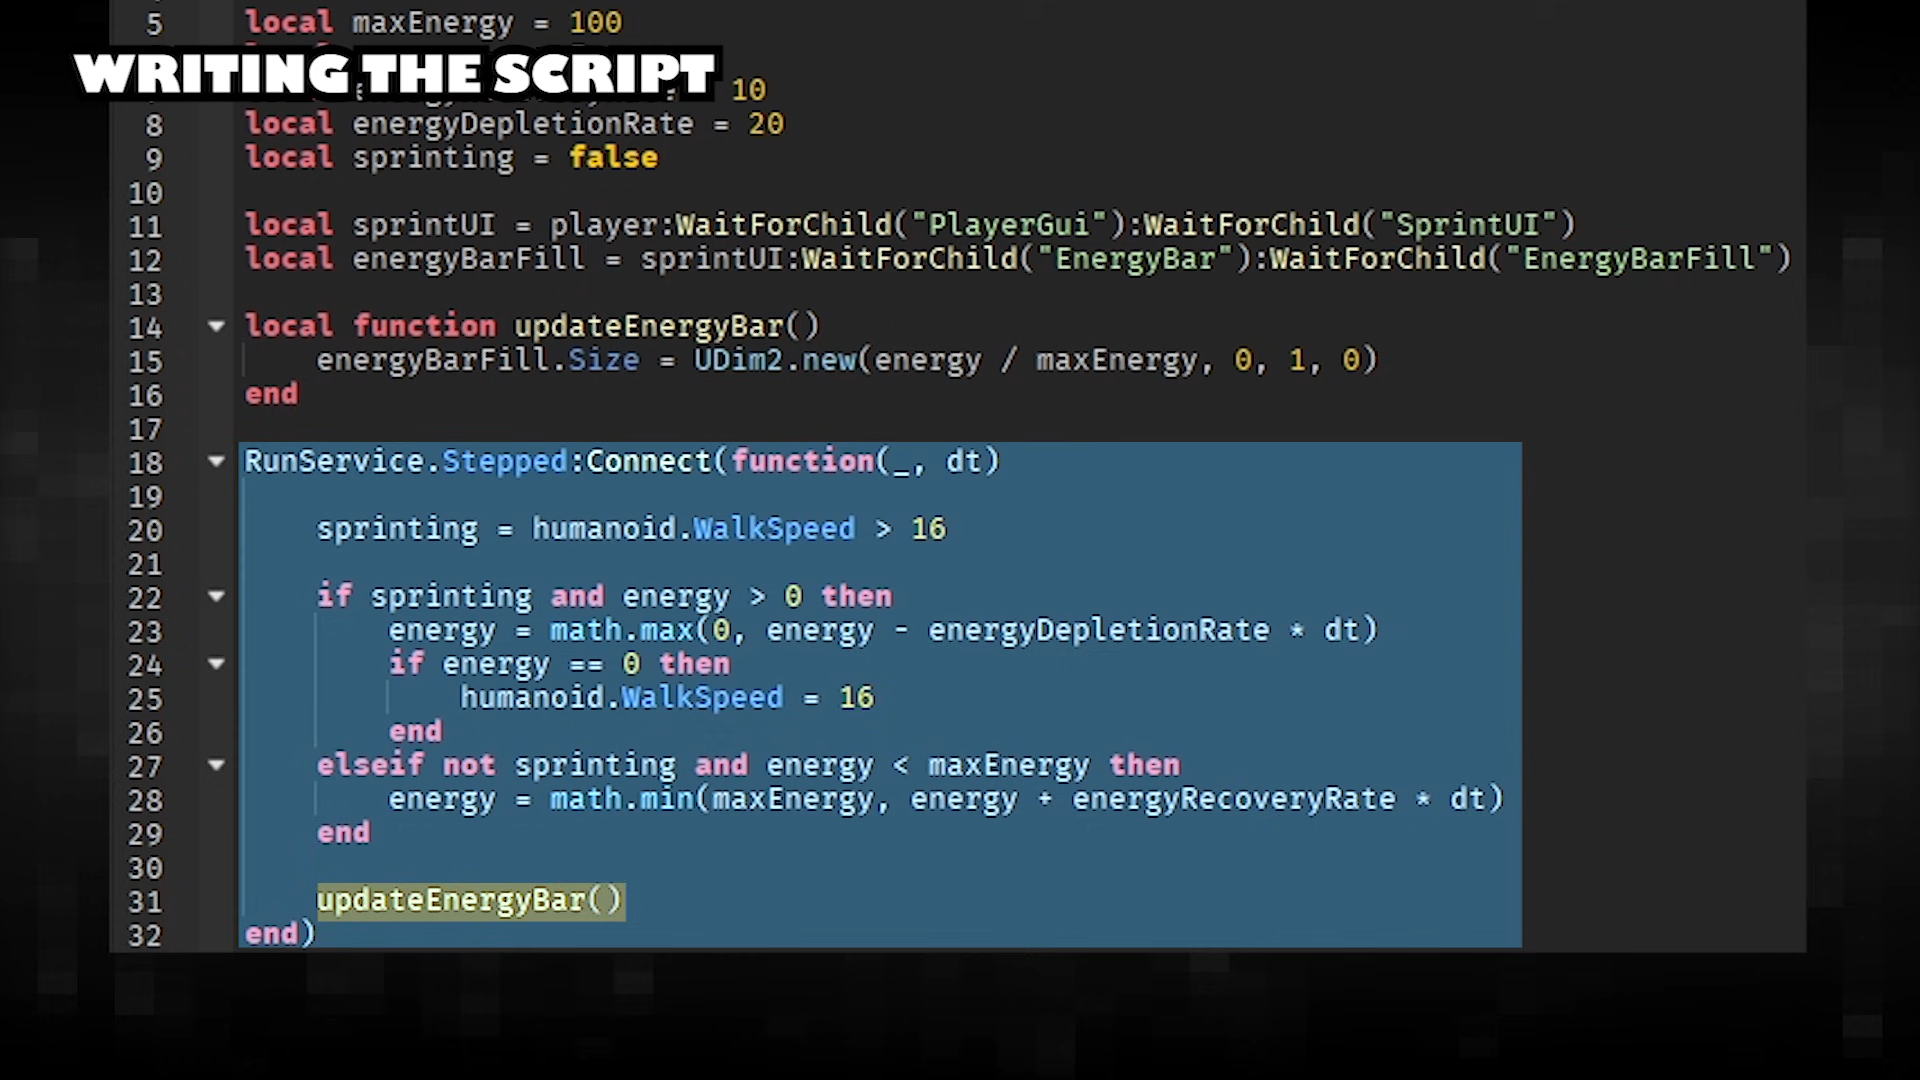 5 local maxEnergy = 100
WRITING THE SCRIPT
10
8 local energyDepletionRate = 20
9 local sprinting = false
10
11 local sprintUI = player:WaitForChild("PlayerGui"):WaitForChild("SprintUI")
12 local energyBarFill = sprintUI:WaitForChild("EnergyBar"):WaitForChild("EnergyBarFill")
13
14 local function updateEnergyBar()
15 energyBarFill.Size = UDim2.new(energy / maxEnergy, 0, 1, 0)
16 end
17
18 RunService.Stepped:Connect(function(_, dt)
19
20 sprinting = humanoid.WalkSpeed > 16
21
22 if sprinting and energy > 0 then
23 energy = math.max(0, energy - energyDepletionRate * dt)
24 if energy == 0 then
25 humanoid.WalkSpeed = 16
26 end
27 elseif not sprinting and energy < maxEnergy then
28 energy = math.min(maxEnergy, energy + energyRecoveryRate * dt)
29 end
30
31 updateEnergyBar()
32 end)